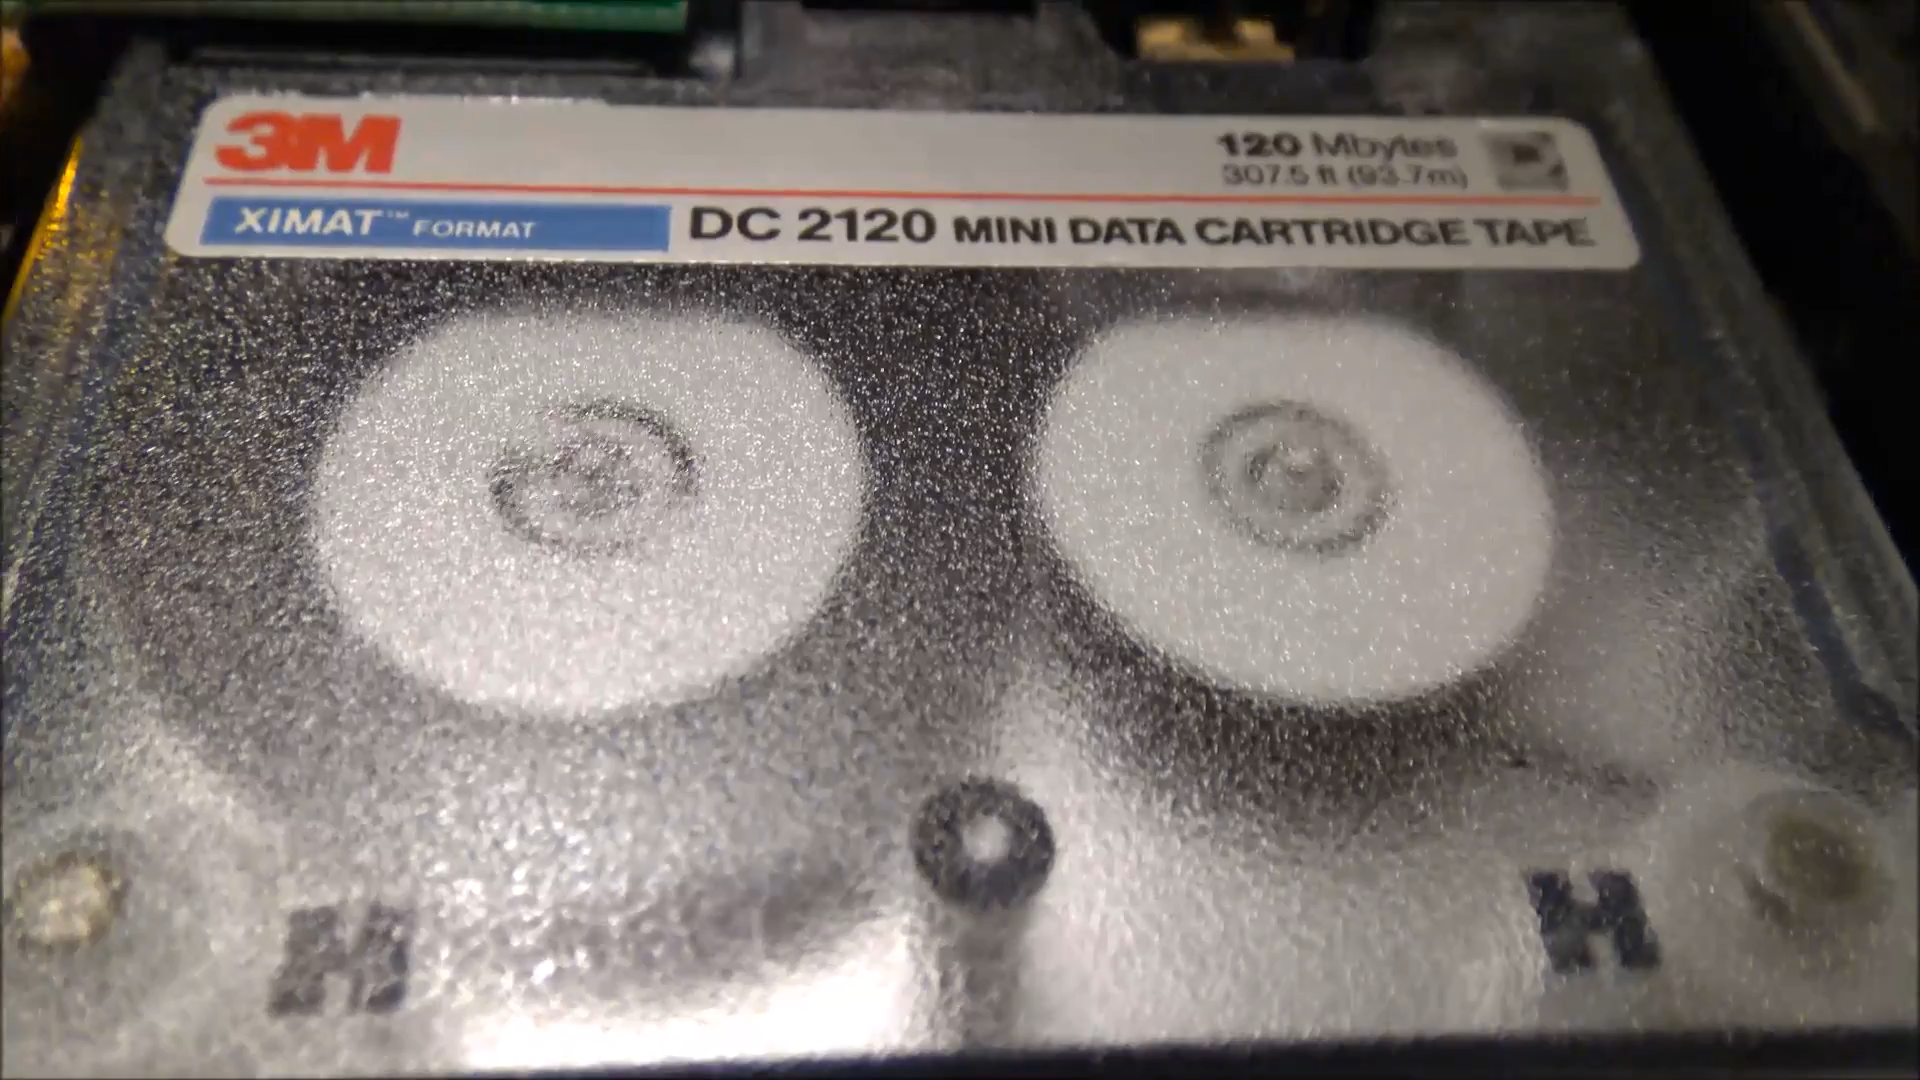 3M
120 Mbytes
307.5 ft (93.7m)
XIMAT™ FORMAT
DC 2120 MINI DATA CARTRIDGE TAPE